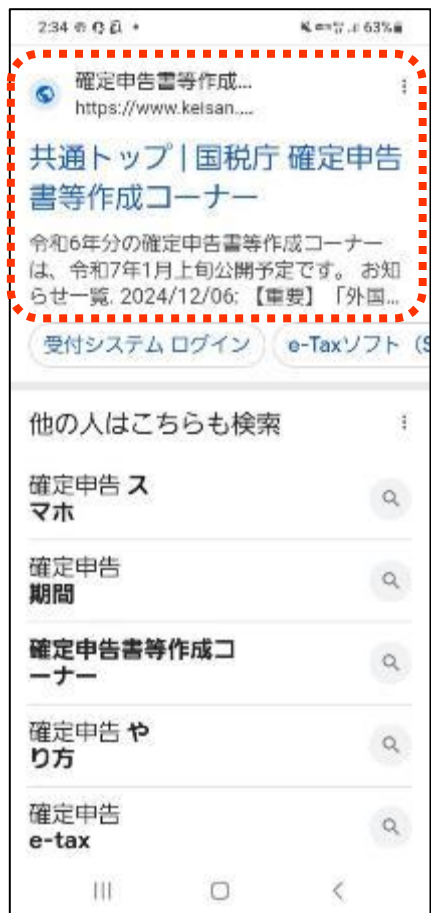 2:34
63%
確定申告書等作成...
https://www.keisan....
共通トップ | 国税庁 確定申告
書等作成コーナー
令和6年分の確定申告書等作成コーナー
は、令和7年1月上旬公開予定です。 お知
らせ一覧. 2024/12/06: 【重要】「外国...
受付システム ログイン
e-Taxソフト（S
他の人はこちらも検索
確定申告 ス
マホ
確定申告
期間
確定申告書等作成コ
ーナー
確定申告 や
り方
確定申告
e-tax